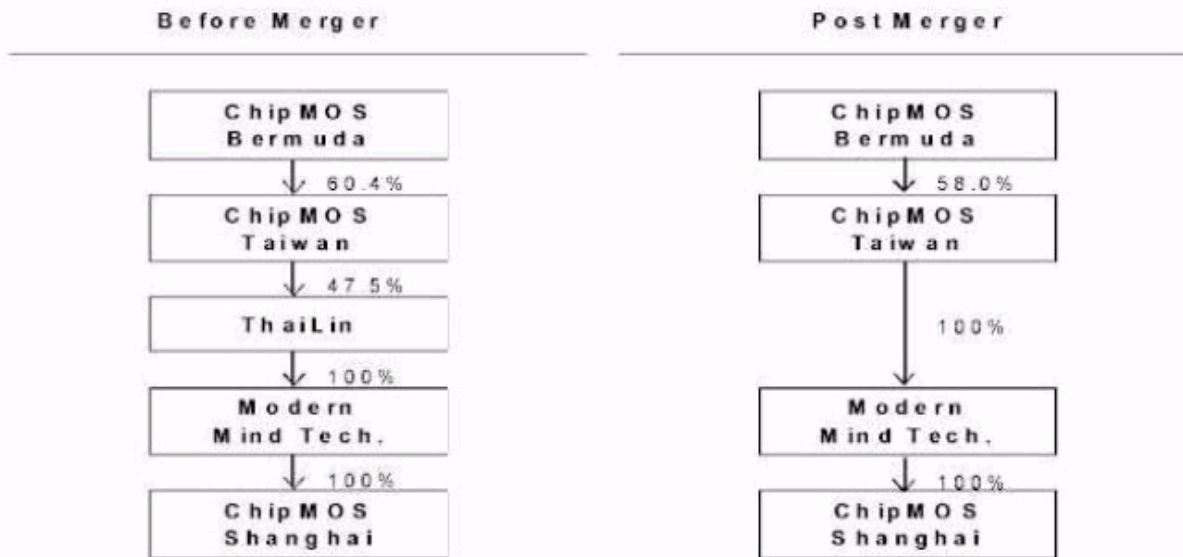 Before Merger
Post Merger
ChipMOS
Bermuda
60.4%
ChipMOS
Taiwan
47.5%
ThaiLin
100%
Modern
Mind Tech.
100%
ChipMOS
Shanghai
ChipMOS
Bermuda
58.0%
ChipMOS
Taiwan
100%
Modern
Mind Tech.
100%
ChipMOS
Shanghai